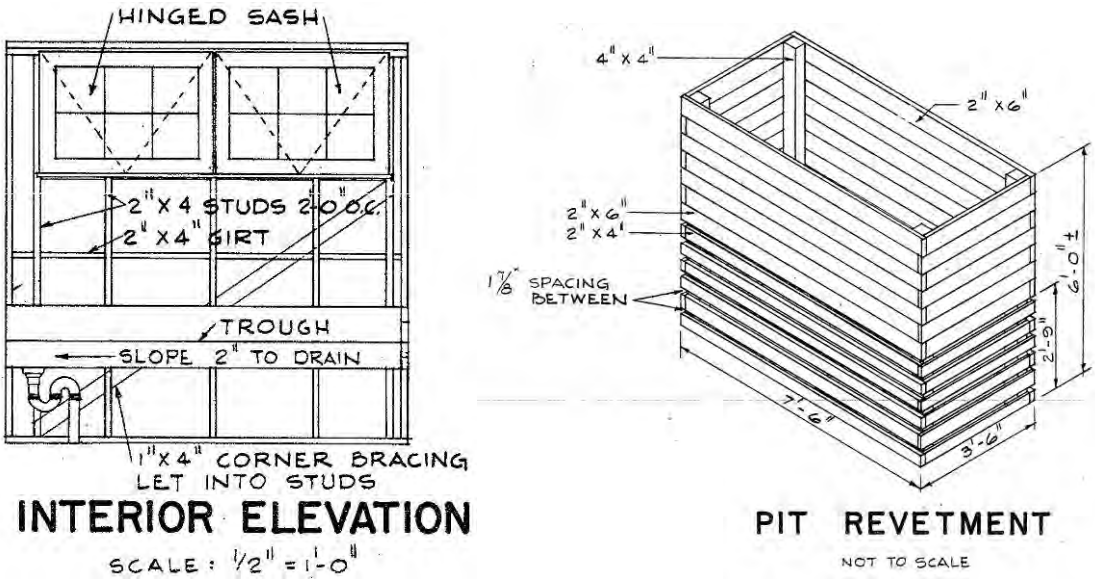 HINGED SASH
2" X 4 STUDS 2'-0" O.C.
2" X 4" GIRT
TROUGH
SLOPE 2" TO DRAIN
1" X 4" CORNER BRACING
LET INTO STUDS
INTERIOR ELEVATION
SCALE: 1/2" = 1'-0"
4" X 4"
2" X 6"
2" X 6"
2" X 4"
1 7/8" SPACING
BETWEEN
6'-0" ±
2'-9"
7'-6"
3'-6"
PIT REVETMENT
NOT TO SCALE